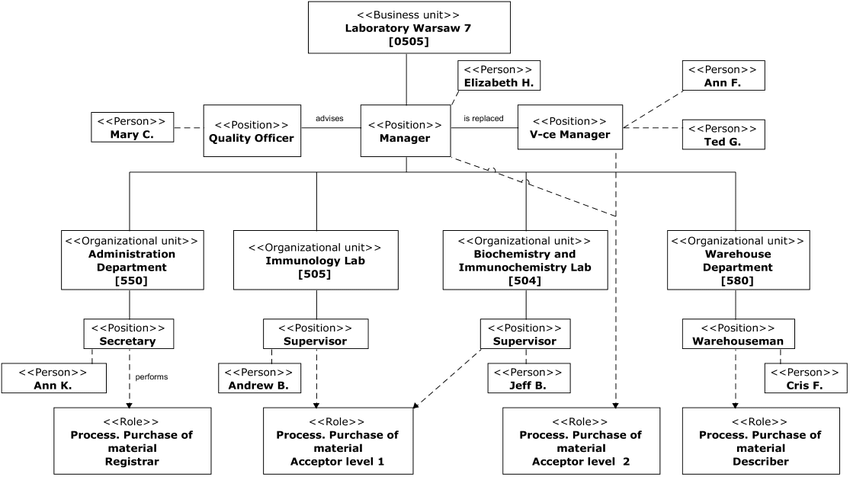 <<Business unit>>
Laboratory Warsaw 7
[0505]
<<Person>>
Elizabeth H.
<<Person>>
Ann F.
<<Person>>
Mary C.
<<Position>>
Quality Officer
advises
<<Position>>
Manager
is replaced
<<Position>>
V-ce Manager
<<Person>>
Ted G.
<<Organizational unit>>
Administration
Department
[550]
<<Organizational unit>>
Immunology Lab
[505]
<<Organizational unit>>
Biochemistry and
Immunochemistry Lab
[504]
<<Organizational unit>>
Warehouse
Department
[580]
<<Position>>
Secretary
<<Position>>
Supervisor
<<Position>>
Supervisor
<<Position>>
Warehouseman
<<Person>>
Ann K.
performs
<<Person>>
Andrew B.
<<Person>>
Jeff B.
<<Person>>
Cris F.
<<Role>>
Process. Purchase of
material
Registrar
<<Role>>
Process. Purchase of
material
Acceptor level 1
<<Role>>
Process. Purchase of
material
Acceptor level 2
<<Role>>
Process. Purchase of
material
Describer